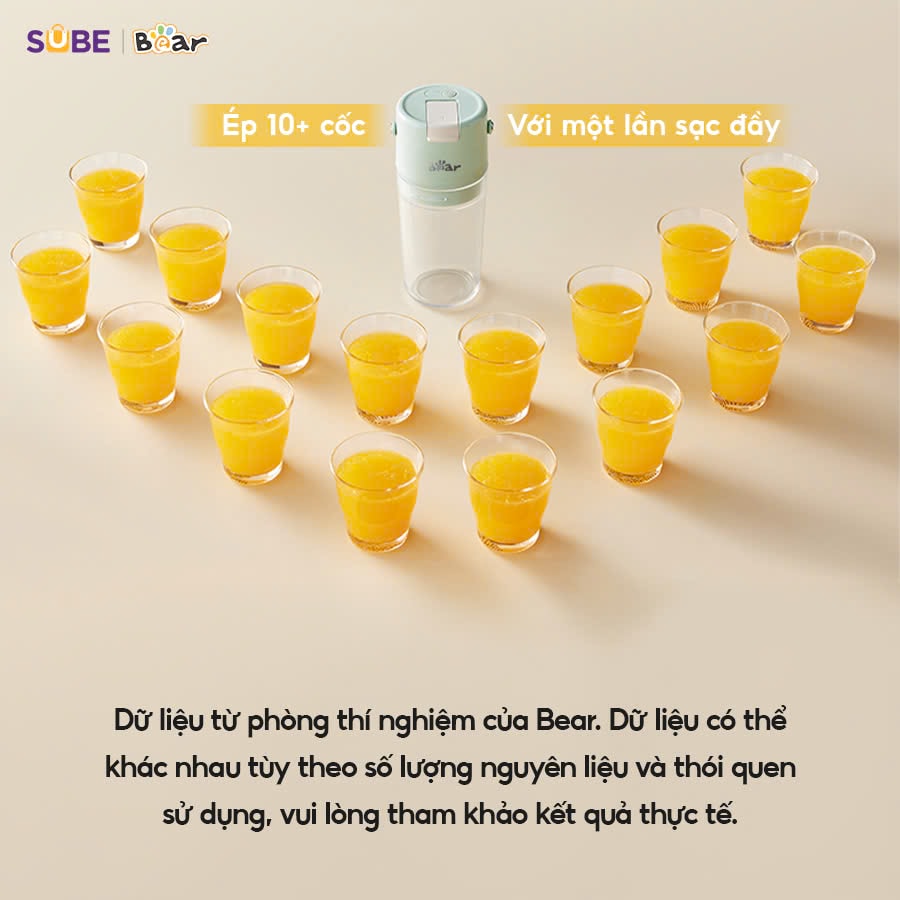 SUBE | Bear
Ép 10+ cốc
Với một lần sạc đầy
Bear
Dữ liệu từ phòng thí nghiệm của Bear. Dữ liệu có thể
khác nhau tùy theo số lượng nguyên liệu và thói quen
sử dụng, vui lòng tham khảo kết quả thực tế.